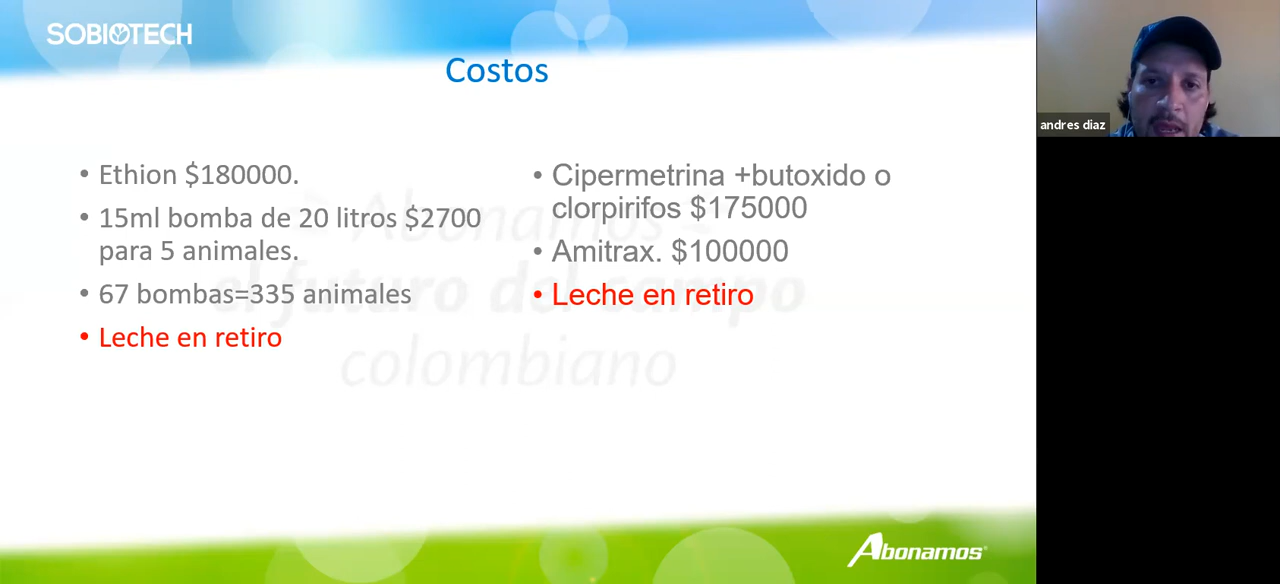 SOBIOTECH
Costos
• Ethion $180000.
• 15ml bomba de 20 litros $2700
para 5 animales.
• 67 bombas=335 animales
• Leche en retiro
• Cipermetrina +butoxido o
clorpirifos $175000
• Amitrax. $100000
• Leche en retiro
Abonamos
el futuro del campo
colombiano
Abonamos
andres diaz